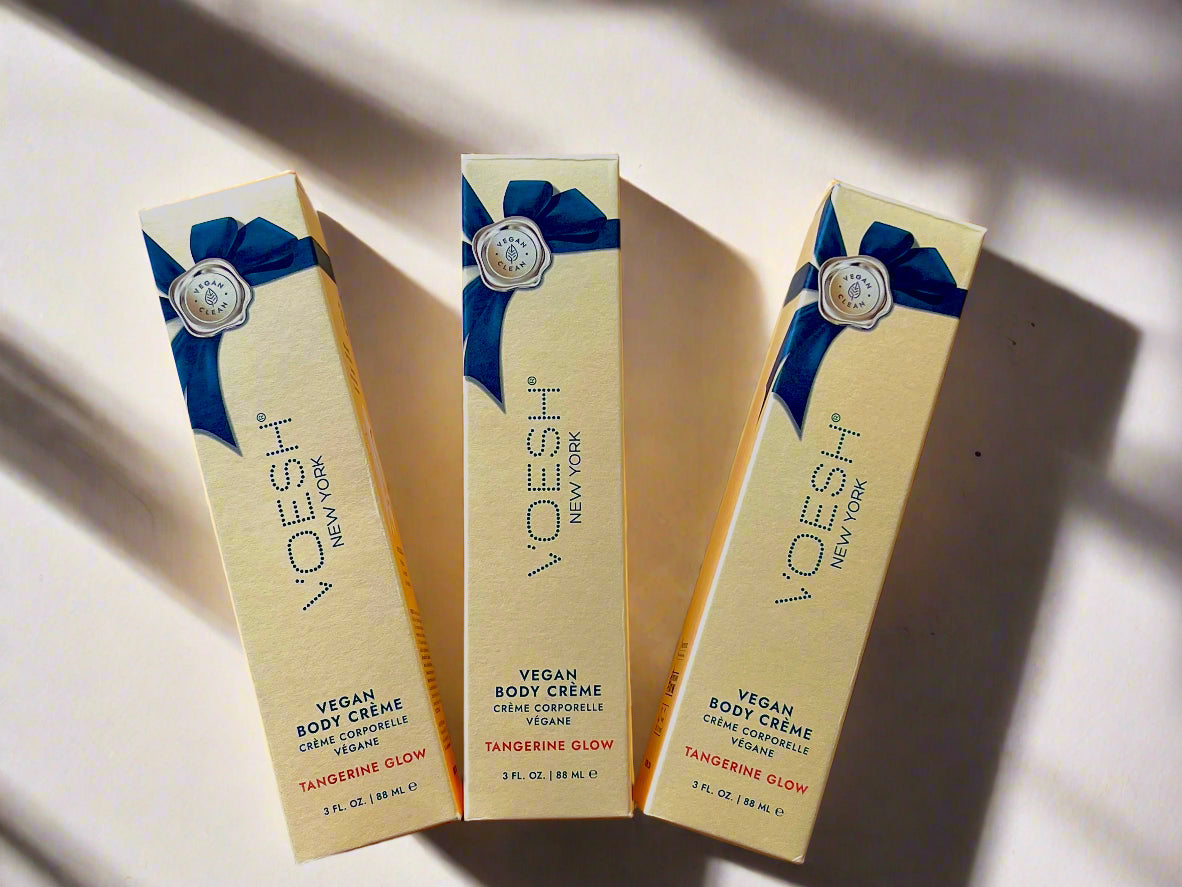 VEGAN
CLEAN
VOESH®
NEW YORK
VEGAN
BODY CRÈME
CRÈME CORPORELLE
VÉGANE
TANGERINE GLOW
3 FL. OZ. | 88 ML ℮
VEGAN
CLEAN
VOESH®
NEW YORK
VEGAN
BODY CRÈME
CRÈME CORPORELLE
VÉGANE
TANGERINE GLOW
3 FL. OZ. | 88 ML ℮
VEGAN
CLEAN
VOESH®
NEW YORK
VEGAN
BODY CRÈME
CRÈME CORPORELLE
VÉGANE
TANGERINE GLOW
3 FL. OZ. | 88 ML ℮